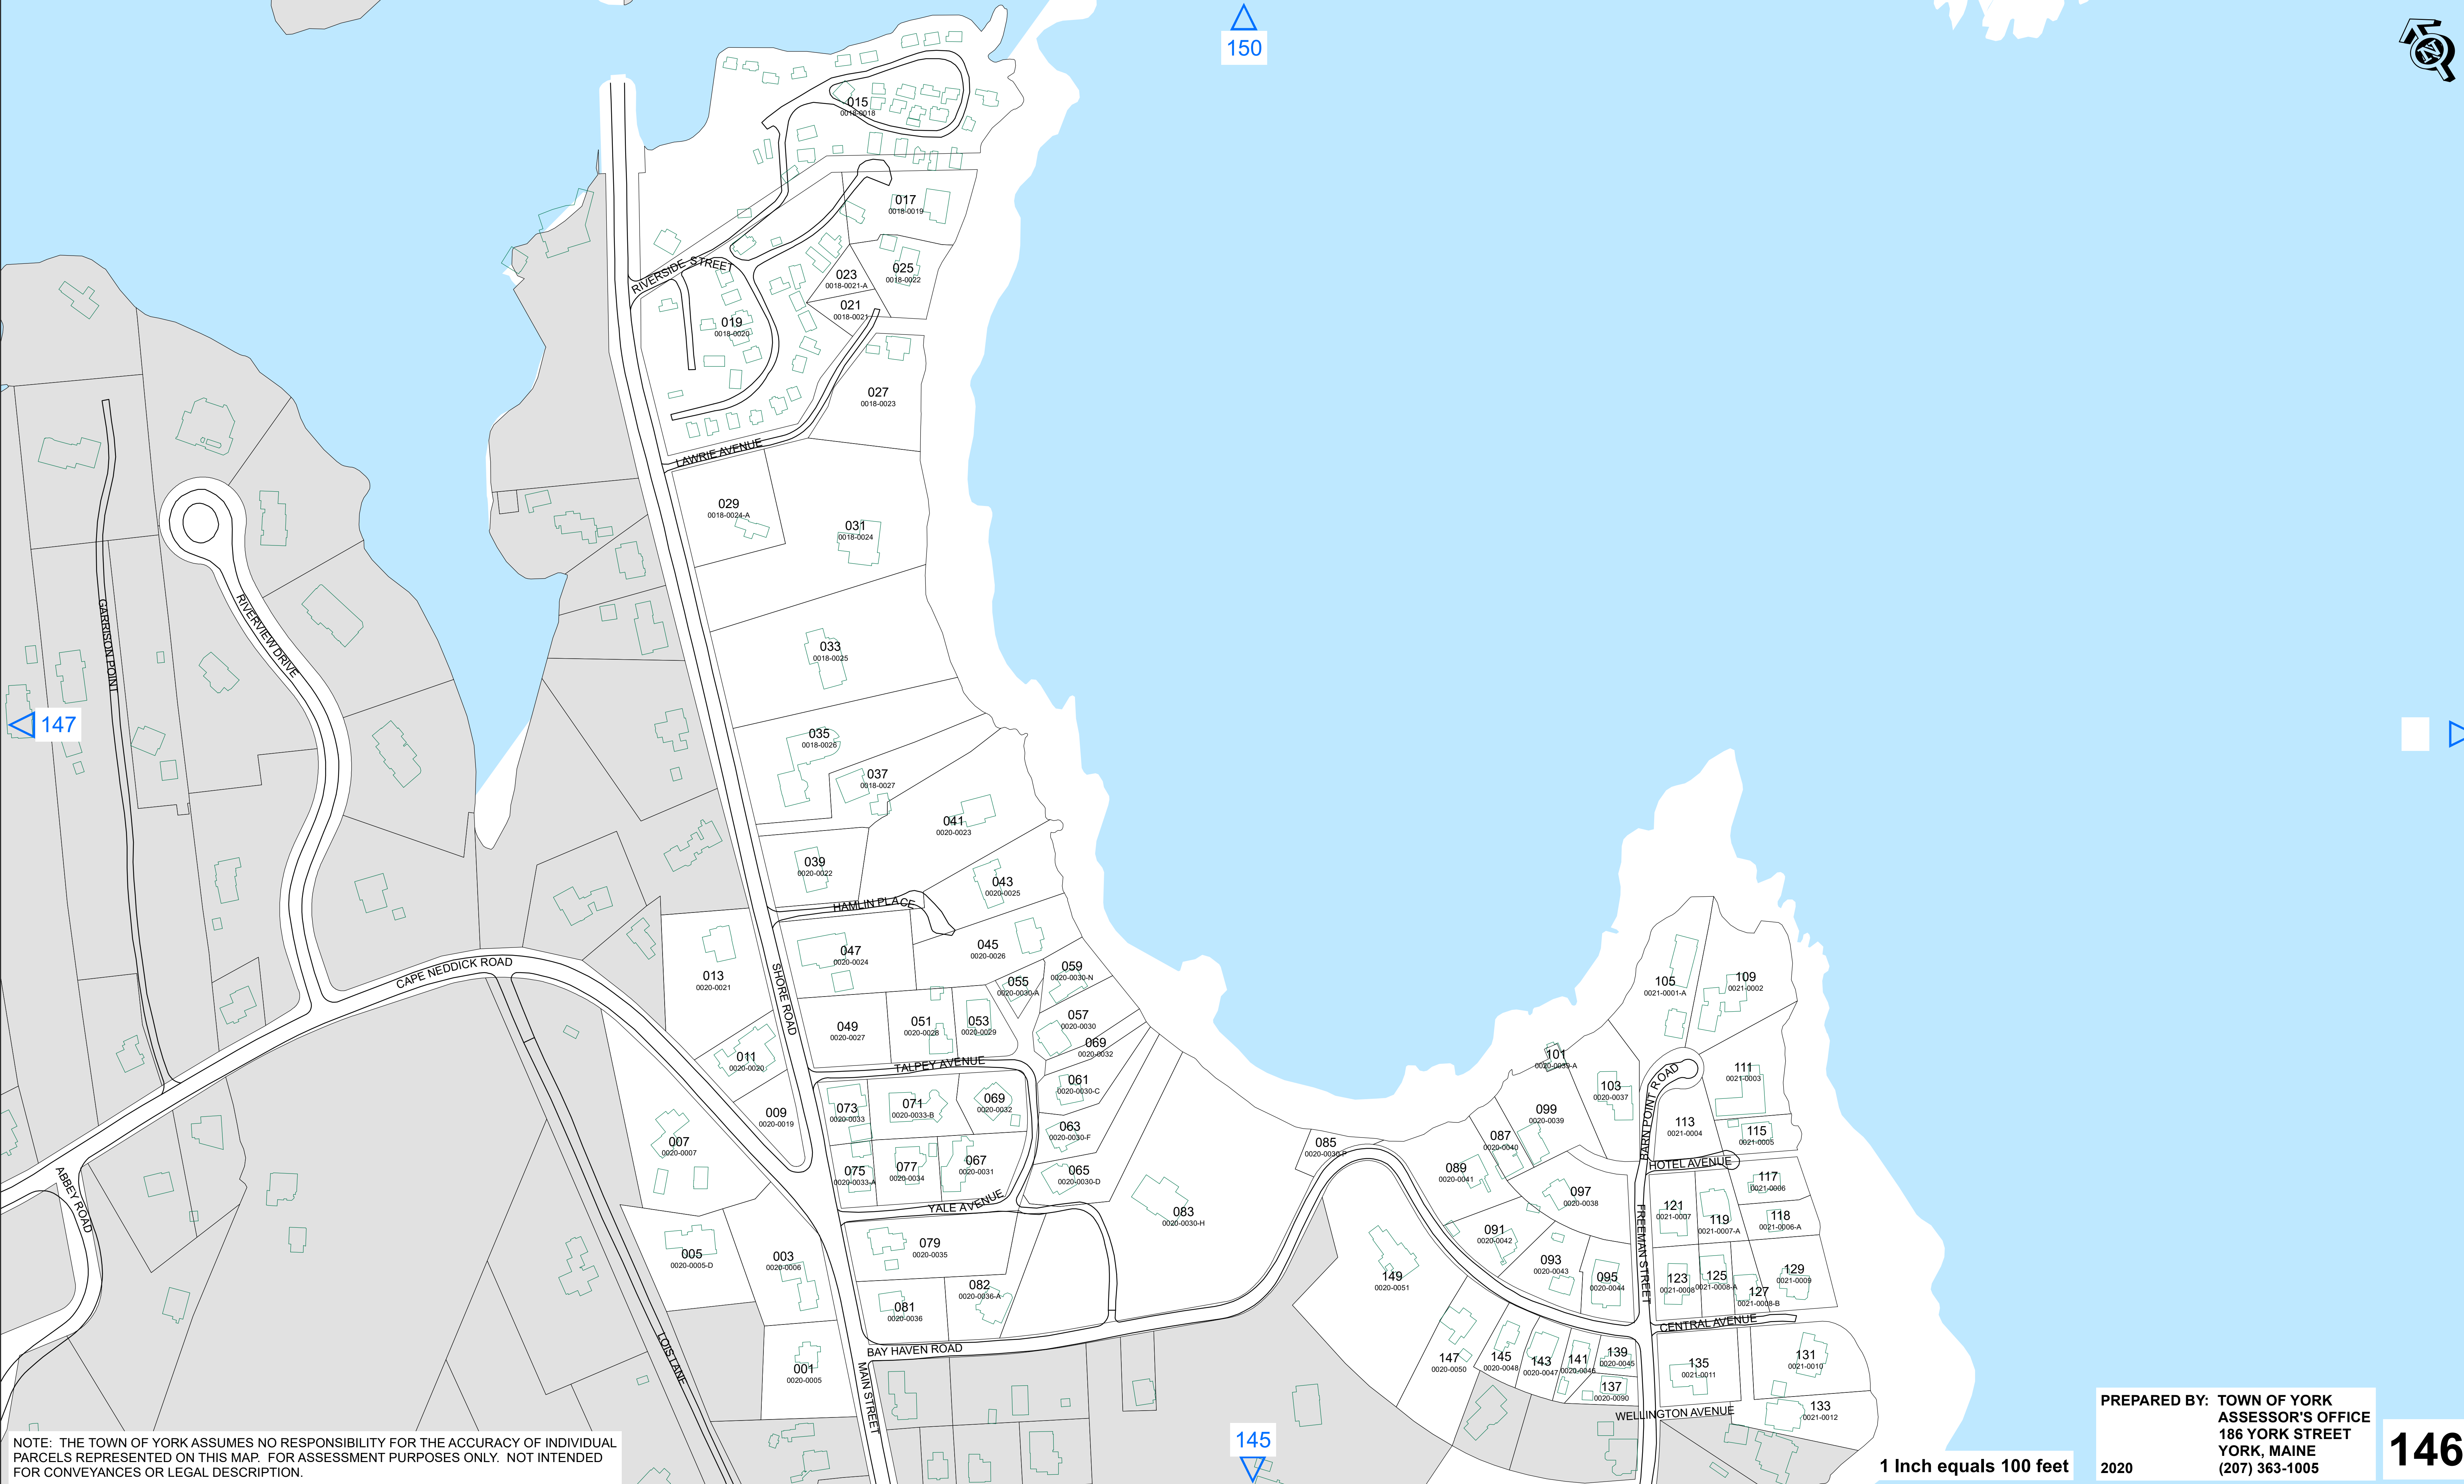 150
N
015
0018-0018
017
0018-0019
RIVERSIDE STREET
023
0018-0021-A
025
0018-0022
021
0018-0021
019
0018-0020
027
0018-0023
LAWRIE AVENUE
029
0018-0024-A
031
0018-0024
GARRISON POINT
RIVERVIEW DRIVE
033
0018-0025
147
035
0018-0026
037
0018-0027
041
0020-0023
039
0020-0022
043
0020-0025
HAMLIN PLACE
047
0020-0024
045
0020-0026
CAPE NEDDICK ROAD
013
0020-0021
SHORE ROAD
055
0020-0030-A
059
0020-0030-N
105
0021-0001-A
109
0021-0002
049
0020-0027
051
0020-0028
053
0020-0029
057
0020-0030
069
0020-0032
011
0020-0020
TALPEY AVENUE
061
0020-0030-C
101
0020-0039-A
103
0020-0037
BARN POINT ROAD
111
0021-0003
009
0020-0019
073
0020-0033
071
0020-0033-B
069
0020-0032
099
0020-0039
113
0021-0004
115
0021-0005
007
0020-0007
063
0020-0030-F
085
0020-0030-P
087
0020-0040
089
0020-0041
HOTEL AVENUE
075
0020-0033-A
077
0020-0034
067
0020-0031
065
0020-0030-D
097
0020-0038
117
0021-0006
ABBEY ROAD
YALE AVENUE
083
0020-0030-H
121
0021-0007
119
0021-0007-A
118
0021-0006-A
FREEMAN STREET
005
0020-0005-D
003
0020-0006
079
0020-0035
091
0020-0042
093
0020-0043
095
0020-0044
149
0020-0051
123
0021-0008
125
0021-0008-A
127
0021-0008-B
129
0021-0009
081
0020-0036
082
0020-0036-A
CENTRAL AVENUE
LOIS LANE
BAY HAVEN ROAD
MAIN STREET
001
0020-0005
147
0020-0050
145
0020-0048
143
0020-0047
141
0020-0046
139
0020-0045
137
0020-0090
135
0021-0011
131
0021-0010
133
0021-0012
WELLINGTON AVENUE
145
NOTE: THE TOWN OF YORK ASSUMES NO RESPONSIBILITY FOR THE ACCURACY OF INDIVIDUAL
PARCELS REPRESENTED ON THIS MAP. FOR ASSESSMENT PURPOSES ONLY. NOT INTENDED
FOR CONVEYANCES OR LEGAL DESCRIPTION.
1 Inch equals 100 feet
PREPARED BY: TOWN OF YORK
ASSESSOR'S OFFICE
186 YORK STREET
YORK, MAINE
2020 (207) 363-1005
146